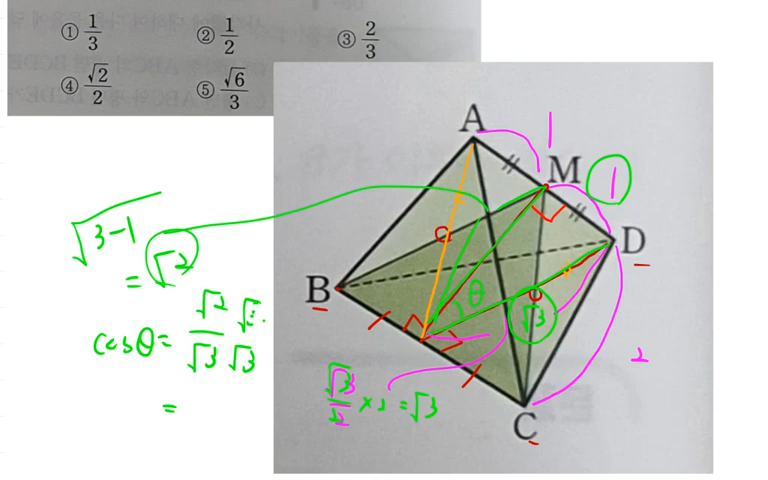 ① 1/3 ② 1/2 ③ 2/3
④ √2/2 ⑤ √6/3
A
1
M
1
D
B
θ
√3
2
C
√3-1
= √2
cosθ = √2/√3 √3
=
√3/2 × 2 = √3